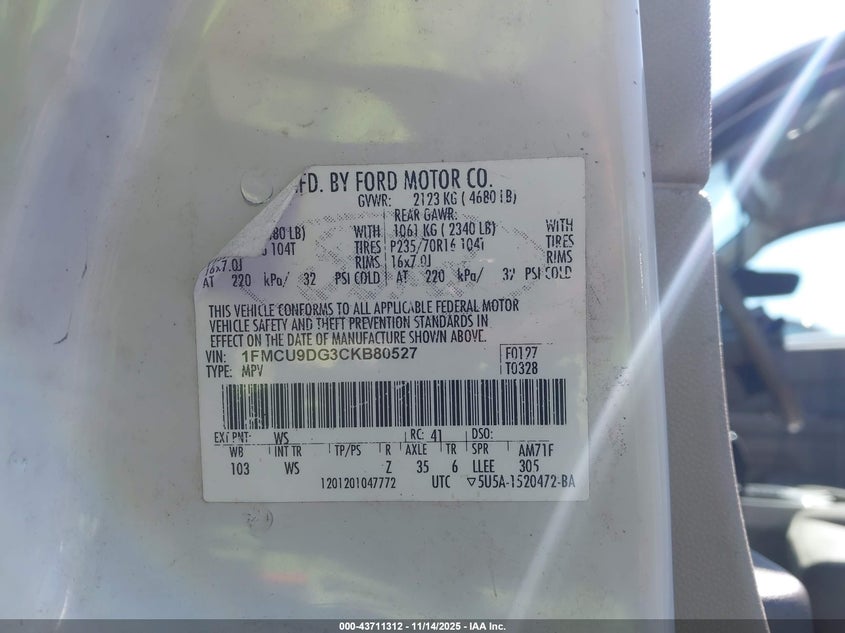 FD. BY FORD MOTOR CO.
GVWR: 2123 KG ( 4680 LB)
REAR GAWR:
80 LB) WITH 1061 KG ( 2340 LB) WITH
104T TIRES P235/70R16 104T TIRES
16x7.0J RIMS 16x7.0J RIMS
AT 220 kPa/ 32 PSI COLD AT 220 kPa/ 32 PSI COLD
THIS VEHICLE CONFORMS TO ALL APPLICABLE FEDERAL MOTOR
VEHICLE SAFETY AND THEFT PREVENTION STANDARDS IN
EFFECT ON THE DATE OF MANUFACTURE SHOWN ABOVE.
VIN: 1FMCU9DG3CKB80527 F0127
TYPE: MPV T0328
EXT PNT: WS RC: 41 DSO:
WB INT TR TP/PS R AXLE TR SPR AM71F
103 WS Z 35 6 LLEE 305
1201201047772 UTC ▽5U5A-1520472-BA
000-43711312 | 11/14/2025 | IAA Inc.